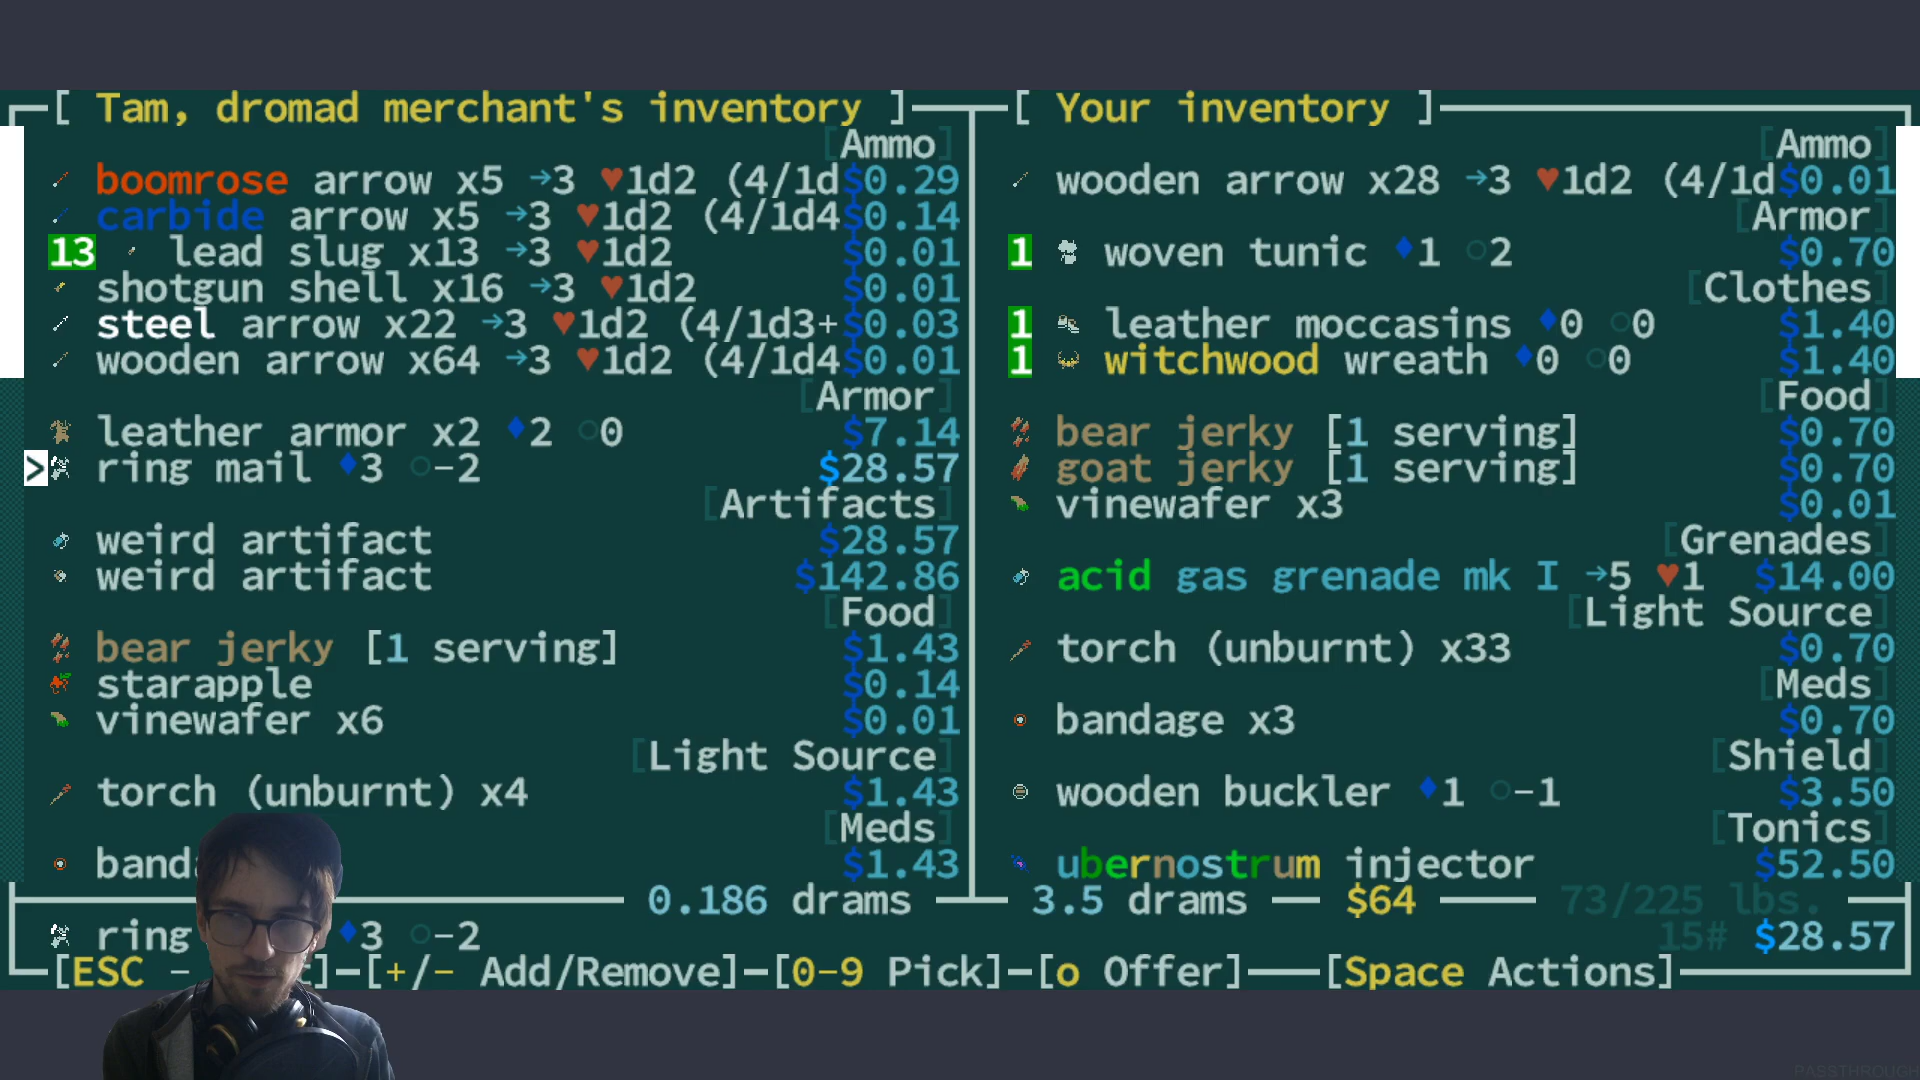 [ Tam, dromad merchant's inventory ]
[Ammo]
boomrose arrow x5 →3 ♥1d2 (4/1d $0.29
carbide arrow x5 →3 ♥1d2 (4/1d4 $0.14
13 lead slug x13 →3 ♥1d2 $0.01
shotgun shell x16 →3 ♥1d2 $0.01
steel arrow x22 →3 ♥1d2 (4/1d3+ $0.03
wooden arrow x64 →3 ♥1d2 (4/1d4 $0.01
[Armor]
leather armor x2 ♦2 ○0 $7.14
> ring mail ♦3 ○-2 $28.57
[Artifacts]
weird artifact $28.57
weird artifact $142.86
[Food]
bear jerky [1 serving] $1.43
starapple $0.14
vinewafer x6 $0.01
[Light Source]
torch (unburnt) x4 $1.43
[Meds]
band $1.43
0.186 drams
[ Your inventory ]
[Ammo]
wooden arrow x28 →3 ♥1d2 (4/1d $0.01
[Armor]
1 woven tunic ♦1 ○2 $0.70
[Clothes]
1 leather moccasins ♦0 ○0 $1.40
1 witchwood wreath ♦0 ○0 $1.40
[Food]
bear jerky [1 serving] $0.70
goat jerky [1 serving] $0.70
vinewafer x3 $0.01
[Grenades]
acid gas grenade mk I →5 ♥1 $14.00
[Light Source]
torch (unburnt) x33 $0.70
[Meds]
bandage x3 $0.70
[Shield]
wooden buckler ♦1 ○-1 $3.50
[Tonics]
ubernostrum injector $52.50
3.5 drams $64 73/225 lbs.
ring ♦3 ○-2 15# $28.57
[ESC - E] [+/- Add/Remove] [0-9 Pick] [o Offer] [Space Actions]
PASSTHROUGH